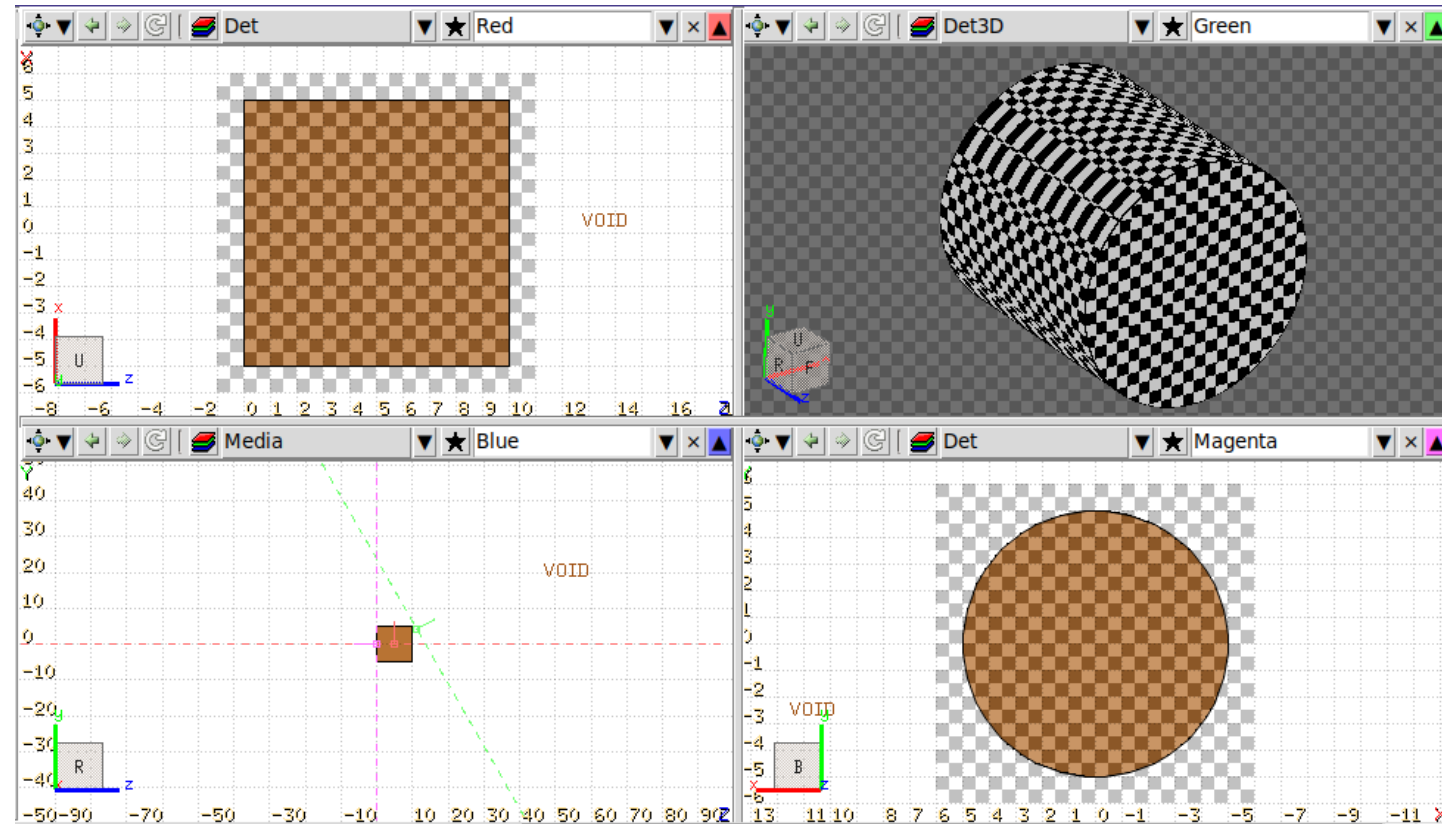 Det Red
X
6
5
4
3
2
1
0
-1
-2
-3
-4
-5
-6
VOID
x
U
y z
-8 -6 -4 -2 0 1 2 3 4 5 6 7 8 9 10 12 14 16
Det3D Green
y
U
R F
z
Media Blue
Y
40
30
20
10
0
-10
-20
-30
-40
VOID
y
R
x z
-50-90 -70 -50 -30 -10 10 20 30 40 50 60 70 80 90 Z
Det Magenta
5
4
3
2
1
0
-1
-2
-3
-4
-5
-6
VOID
y
B
x z
13 11 10 8 7 6 5 4 3 2 1 0 -1 -3 -5 -7 -9 -11 X